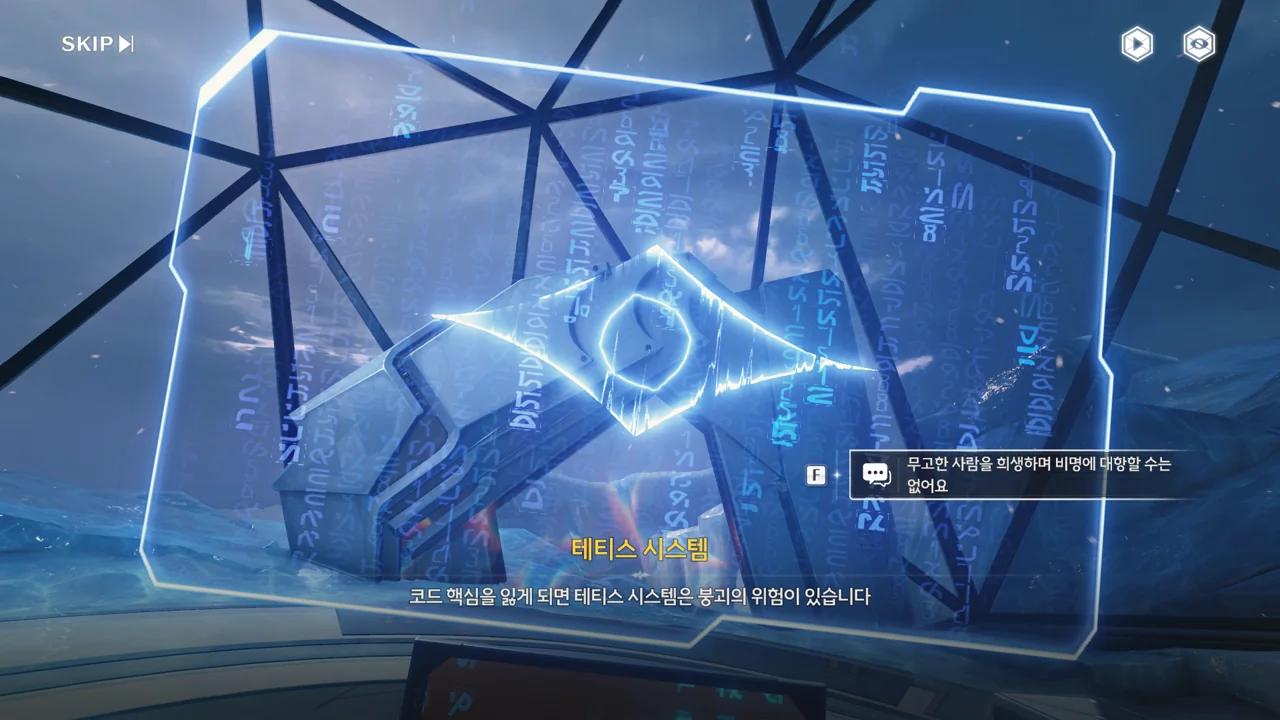 SKIP
F
무고한 사람을 희생하며 비명에 대항할 수는
없어요
테티스 시스템
코드 핵심을 잃게 되면 테티스 시스템은 붕괴의 위험이 있습니다